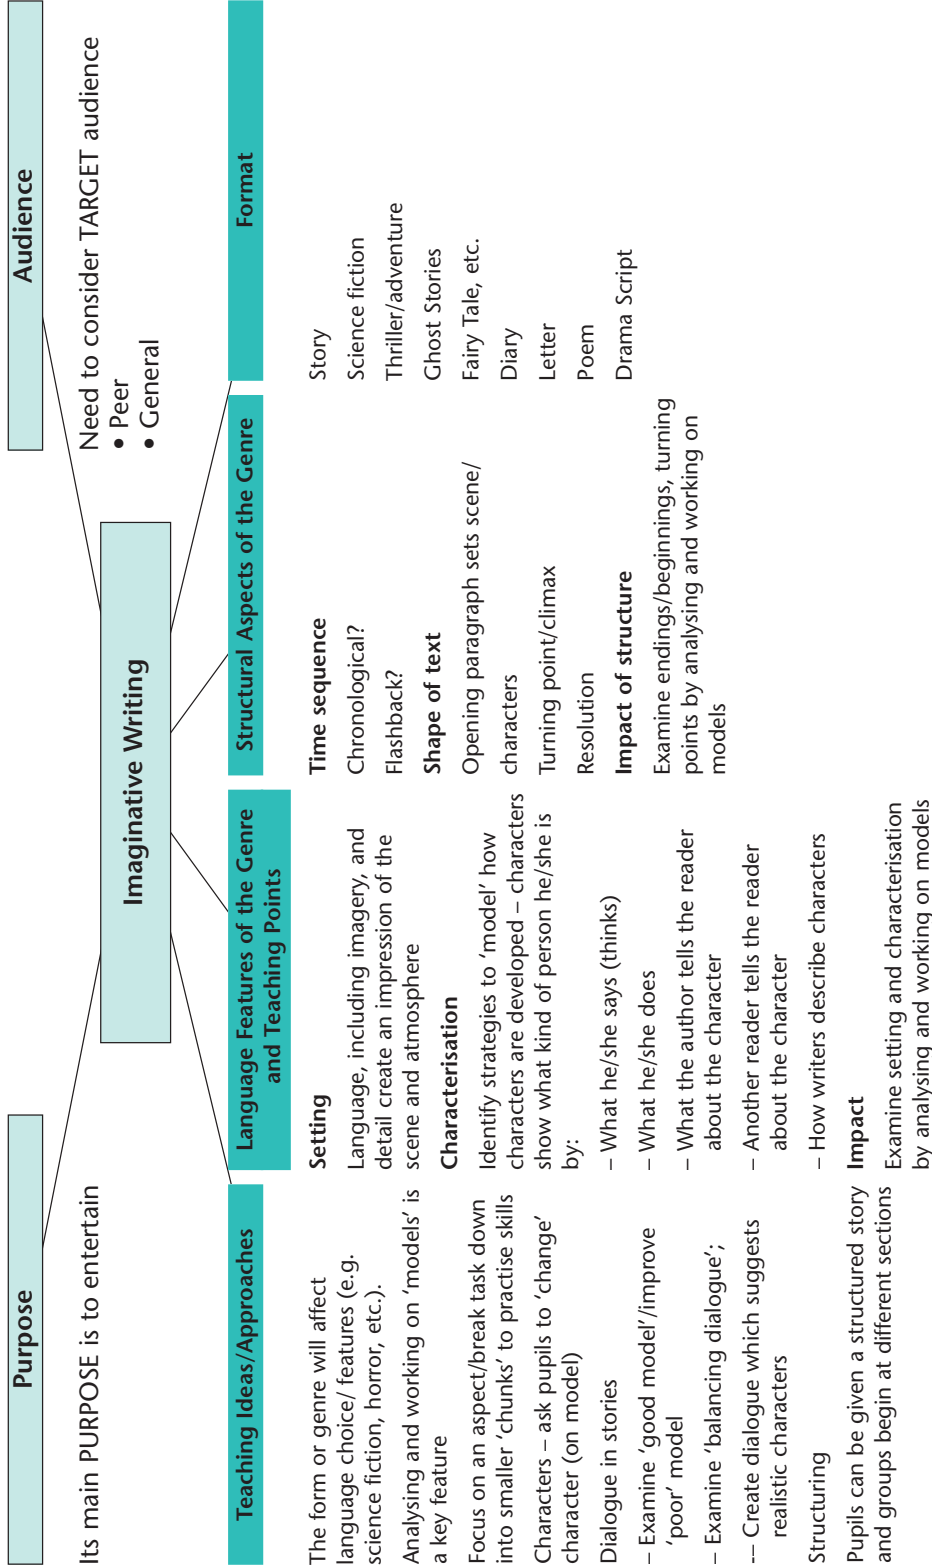 Purpose
Audience
Its main PURPOSE is to entertain
Imaginative Writing
Need to consider TARGET audience
• Peer
• General
Teaching Ideas/Approaches
The form or genre will affect
language choice/ features (e.g.
science fiction, horror, etc.).
Analysing and working on ‘models’ is
a key feature
Focus on an aspect/break task down
into smaller ‘chunks’ to practise skills
Characters – ask pupils to ‘change’
character (on model)
Dialogue in stories
– Examine ‘good model’/improve
‘poor’ model
– Examine ‘balancing dialogue’;
-– Create dialogue which suggests
realistic characters
Structuring
Pupils can be given a structured story
and groups begin at different sections
Language Features of the Genre
and Teaching Points
Setting
Language, including imagery, and
detail create an impression of the
scene and atmosphere
Characterisation
Identify strategies to ‘model’ how
characters are developed – characters
show what kind of person he/she is
by:
– What he/she says (thinks)
– What he/she does
– What the author tells the reader
about the character
– Another reader tells the reader
about the character
– How writers describe characters
Impact
Examine setting and characterisation
by analysing and working on models
Structural Aspects of the Genre
Time sequence
Chronological?
Flashback?
Shape of text
Opening paragraph sets scene/
characters
Turning point/climax
Resolution
Impact of structure
Examine endings/beginnings, turning
points by analysing and working on
models
Format
Story
Science fiction
Thriller/adventure
Ghost Stories
Fairy Tale, etc.
Diary
Letter
Poem
Drama Script